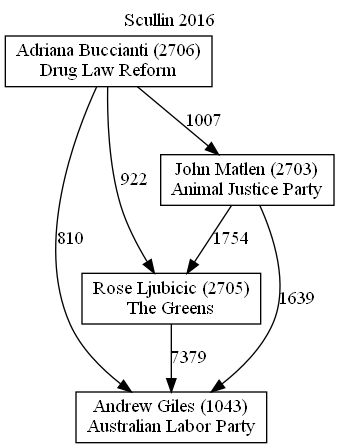 Scullin 2016
Adriana Buccianti (2706)
Drug Law Reform
1007
John Matlen (2703)
Animal Justice Party
922
810
1754
Rose Ljubicic (2705)
The Greens
1639
7379
Andrew Giles (1043)
Australian Labor Party